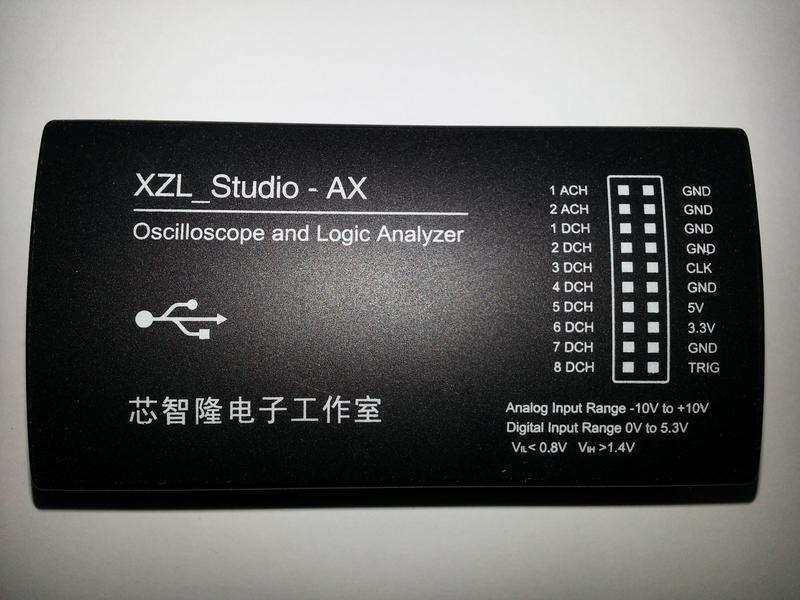 XZL_Studio - AX
Oscilloscope and Logic Analyzer
芯智隆电子工作室
1 ACH GND
2 ACH GND
1 DCH GND
2 DCH GND
3 DCH CLK
4 DCH GND
5 DCH 5V
6 DCH 3.3V
7 DCH GND
8 DCH TRIG
Analog Input Range -10V to +10V
Digital Input Range 0V to 5.3V
VIL< 0.8V VIH >1.4V